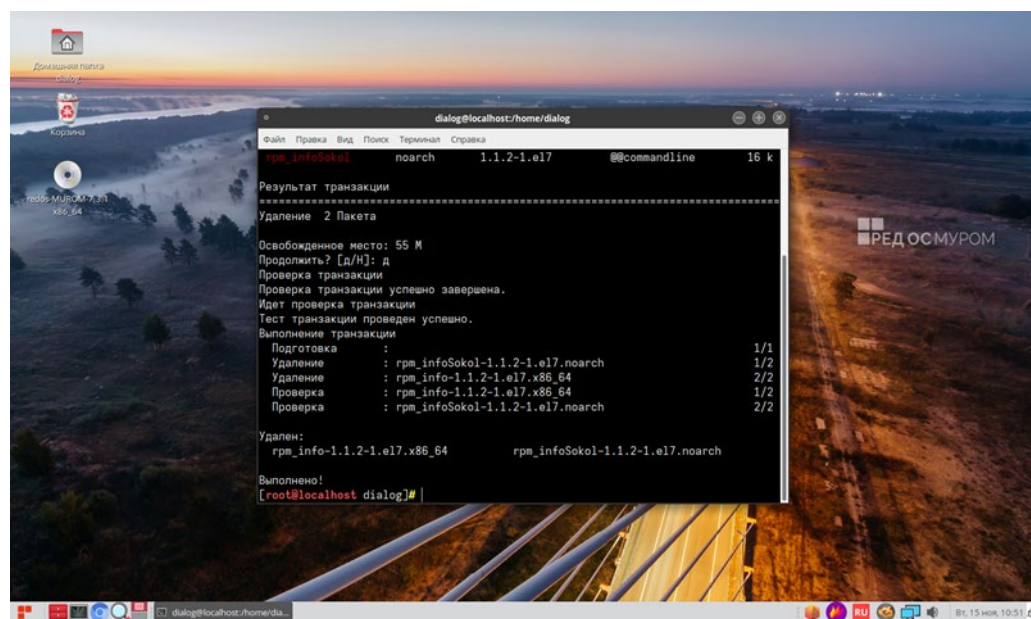 Домашняя папка
dialog
Корзина
redos-MUROM-7.3.1
x86_64
dialog@localhost:/home/dialog
Файл Правка Вид Поиск Терминал Справка
rpm_infoSokol noarch 1.1.2-1.el7 @@commandline 16 k
Результат транзакции
================================================================================
Удаление 2 Пакета
Освобожденное место: 55 M
Продолжить? [д/Н]: д
Проверка транзакции
Проверка транзакции успешно завершена.
Идет проверка транзакции
Тест транзакции проведен успешно.
Выполнение транзакции
Подготовка : 1/1
Удаление : rpm_infoSokol-1.1.2-1.el7.noarch 1/2
Удаление : rpm_info-1.1.2-1.el7.x86_64 2/2
Проверка : rpm_info-1.1.2-1.el7.x86_64 1/2
Проверка : rpm_infoSokol-1.1.2-1.el7.noarch 2/2
Удален:
rpm_info-1.1.2-1.el7.x86_64 rpm_infoSokol-1.1.2-1.el7.noarch
Выполнено!
[root@localhost dialog]#
РЕД ОС МУРОМ
dialog@localhost:/home/dia...
RU
Вт, 15 ноя, 10:51